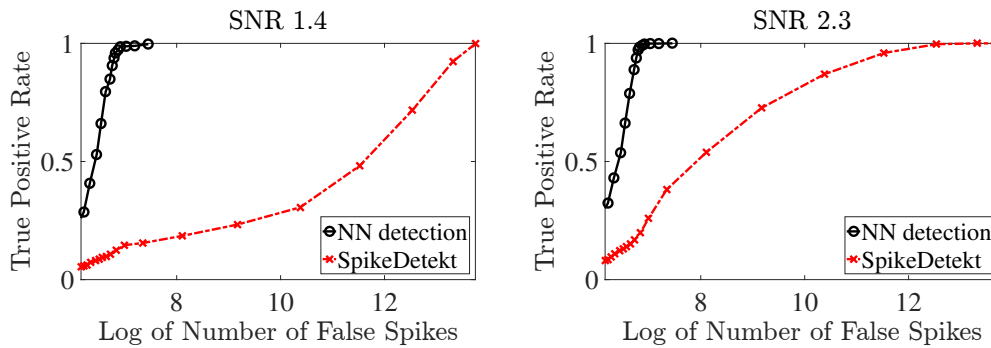 SNR 1.4
True Positive Rate
1
0.5
0
8
10
12
NN detection
SpikeDetekt
Log of Number of False Spikes
SNR 2.3
True Positive Rate
1
0.5
0
8
10
12
NN detection
SpikeDetekt
Log of Number of False Spikes